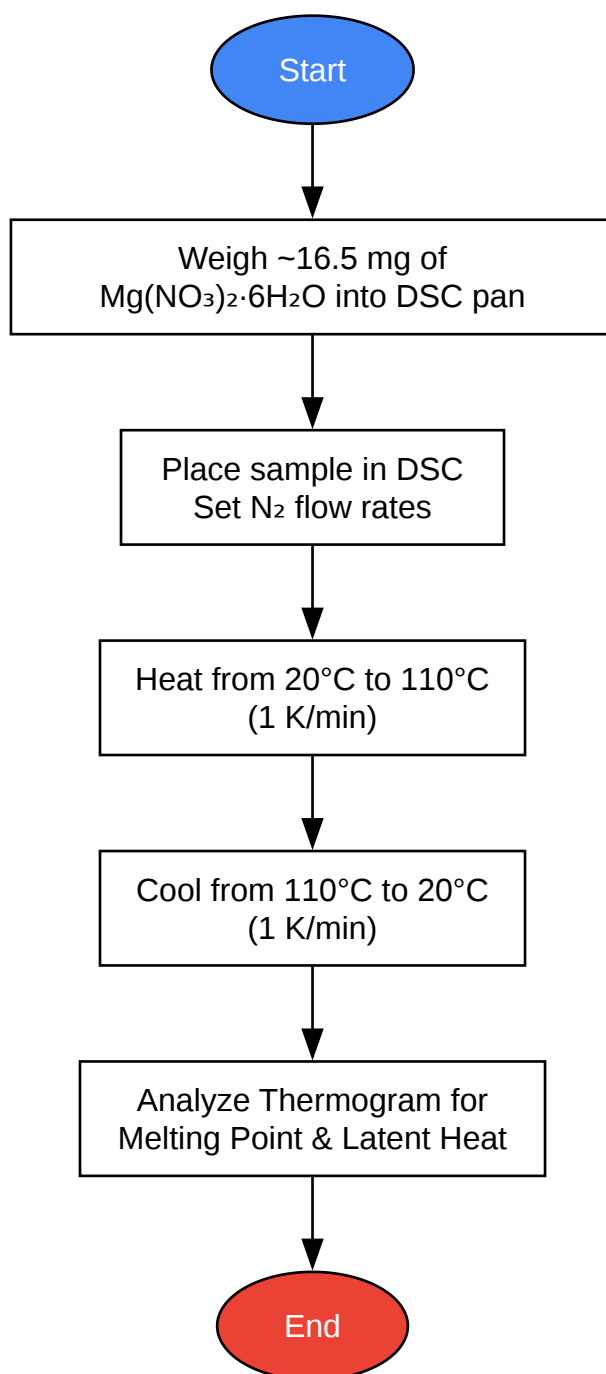 Start
Weigh ~16.5 mg of
Mg(NO₃)₂·6H₂O into DSC pan
Place sample in DSC
Set N₂ flow rates
Heat from 20°C to 110°C
(1 K/min)
Cool from 110°C to 20°C
(1 K/min)
Analyze Thermogram for
Melting Point & Latent Heat
End